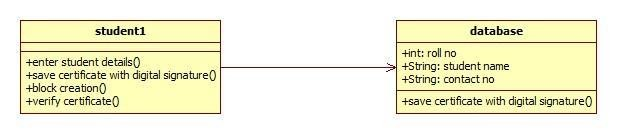 student1
+enter student details()
+save certificate with digital signature()
+block creation()
+verify certificate()
database
+int: roll no
+String: student name
+String: contact no
+save certificate with digital signature()